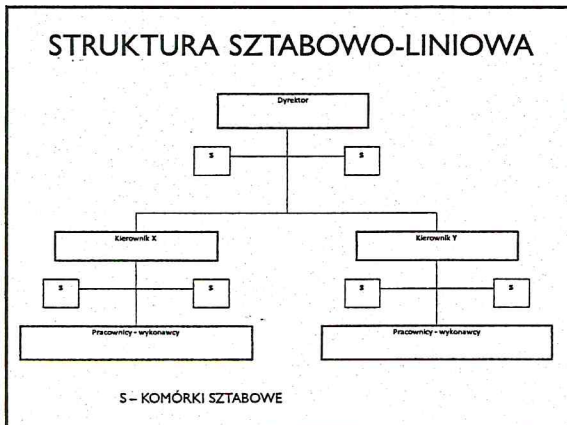 STRUKTURA SZTABOWO-LINIOWA
Dyrektor
S S
Kierownik X Kierownik Y
S S S S
Pracownicy - wykonawcy Pracownicy - wykonawcy
S – KOMÓRKI SZTABOWE